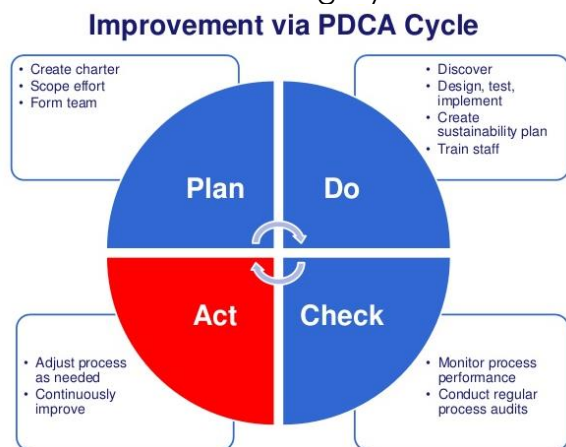 Improvement via PDCA Cycle
• Create charter
• Scope effort
• Form team
• Discover
• Design, test,
implement
• Create
sustainability plan
• Train staff
Plan
Do
Act
Check
• Adjust process
as needed
• Continuously
improve
• Monitor process
performance
• Conduct regular
process audits